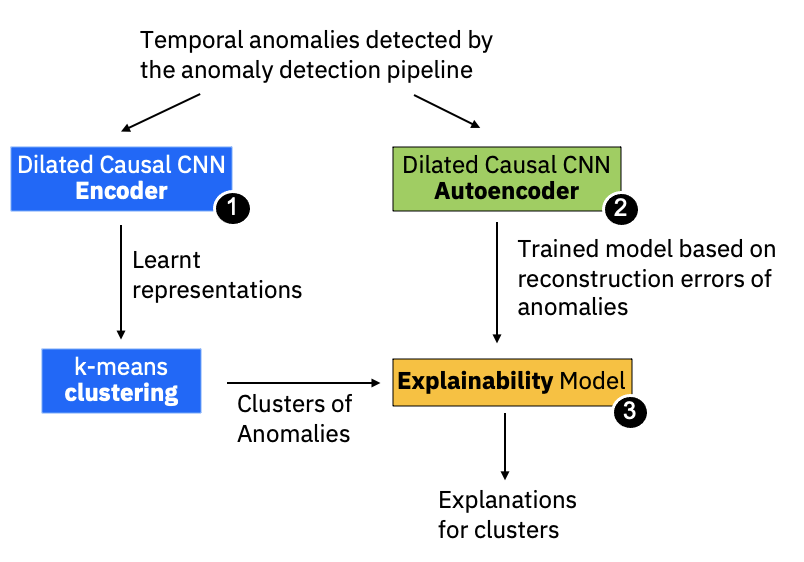 Temporal anomalies detected by
the anomaly detection pipeline
Dilated Causal CNN
Encoder
1
Dilated Causal CNN
Autoencoder
2
Learnt
representations
Trained model based on
reconstruction errors of
anomalies
k-means
clustering
Clusters of
Anomalies
Explainability Model
3
Explanations
for clusters